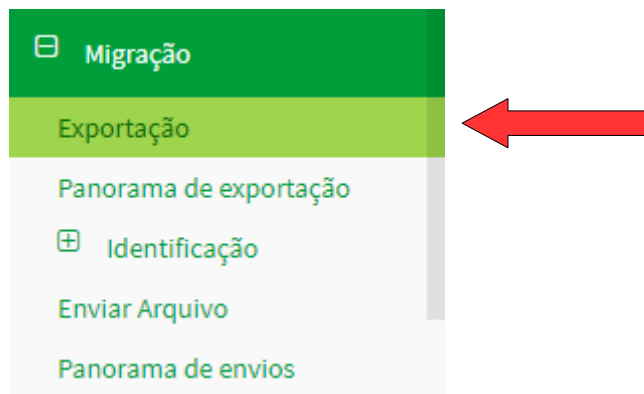 Migração
Exportação
Panorama de exportação
Identificação
Enviar Arquivo
Panorama de envios